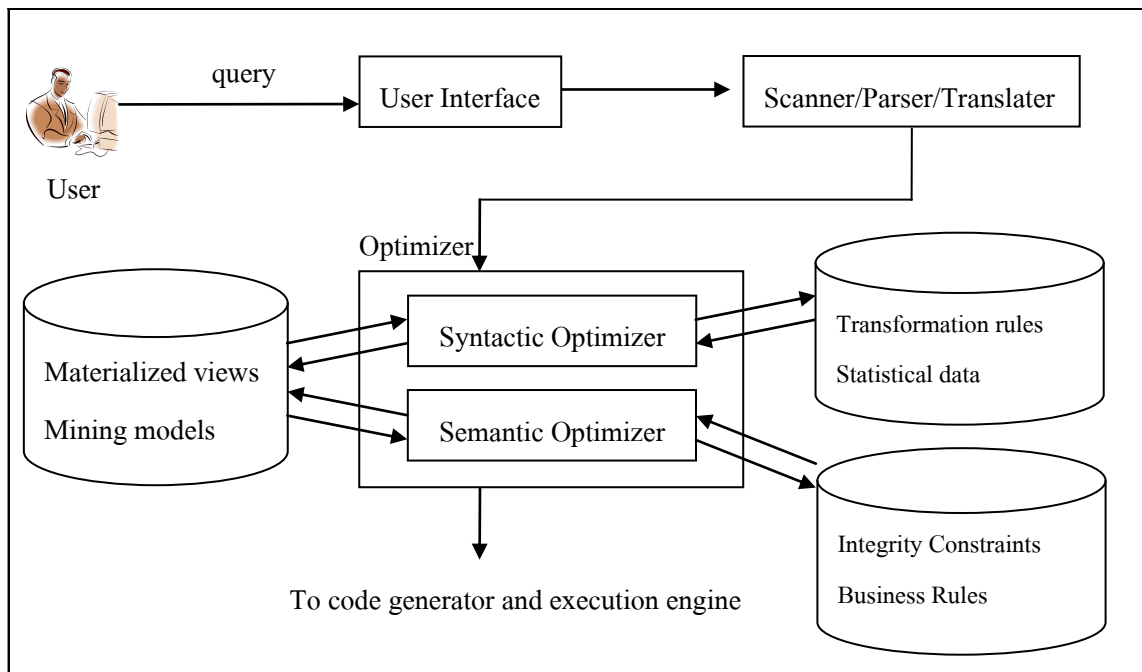 query
User Interface
Scanner/Parser/Translater
User
Optimizer
Syntactic Optimizer
Transformation rules
Statistical data
Materialized views
Mining models
Semantic Optimizer
Integrity Constraints
Business Rules
To code generator and execution engine